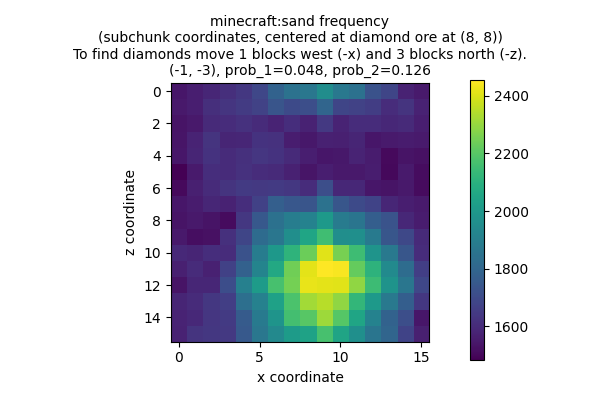 minecraft:sand frequency
(subchunk coordinates, centered at diamond ore at (8, 8))
To find diamonds move 1 blocks west (-x) and 3 blocks north (-z).
(-1, -3), prob_1=0.048, prob_2=0.126
0
2
4
6
8
10
12
14
z coordinate
0 5 10 15
x coordinate
2400
2200
2000
1800
1600